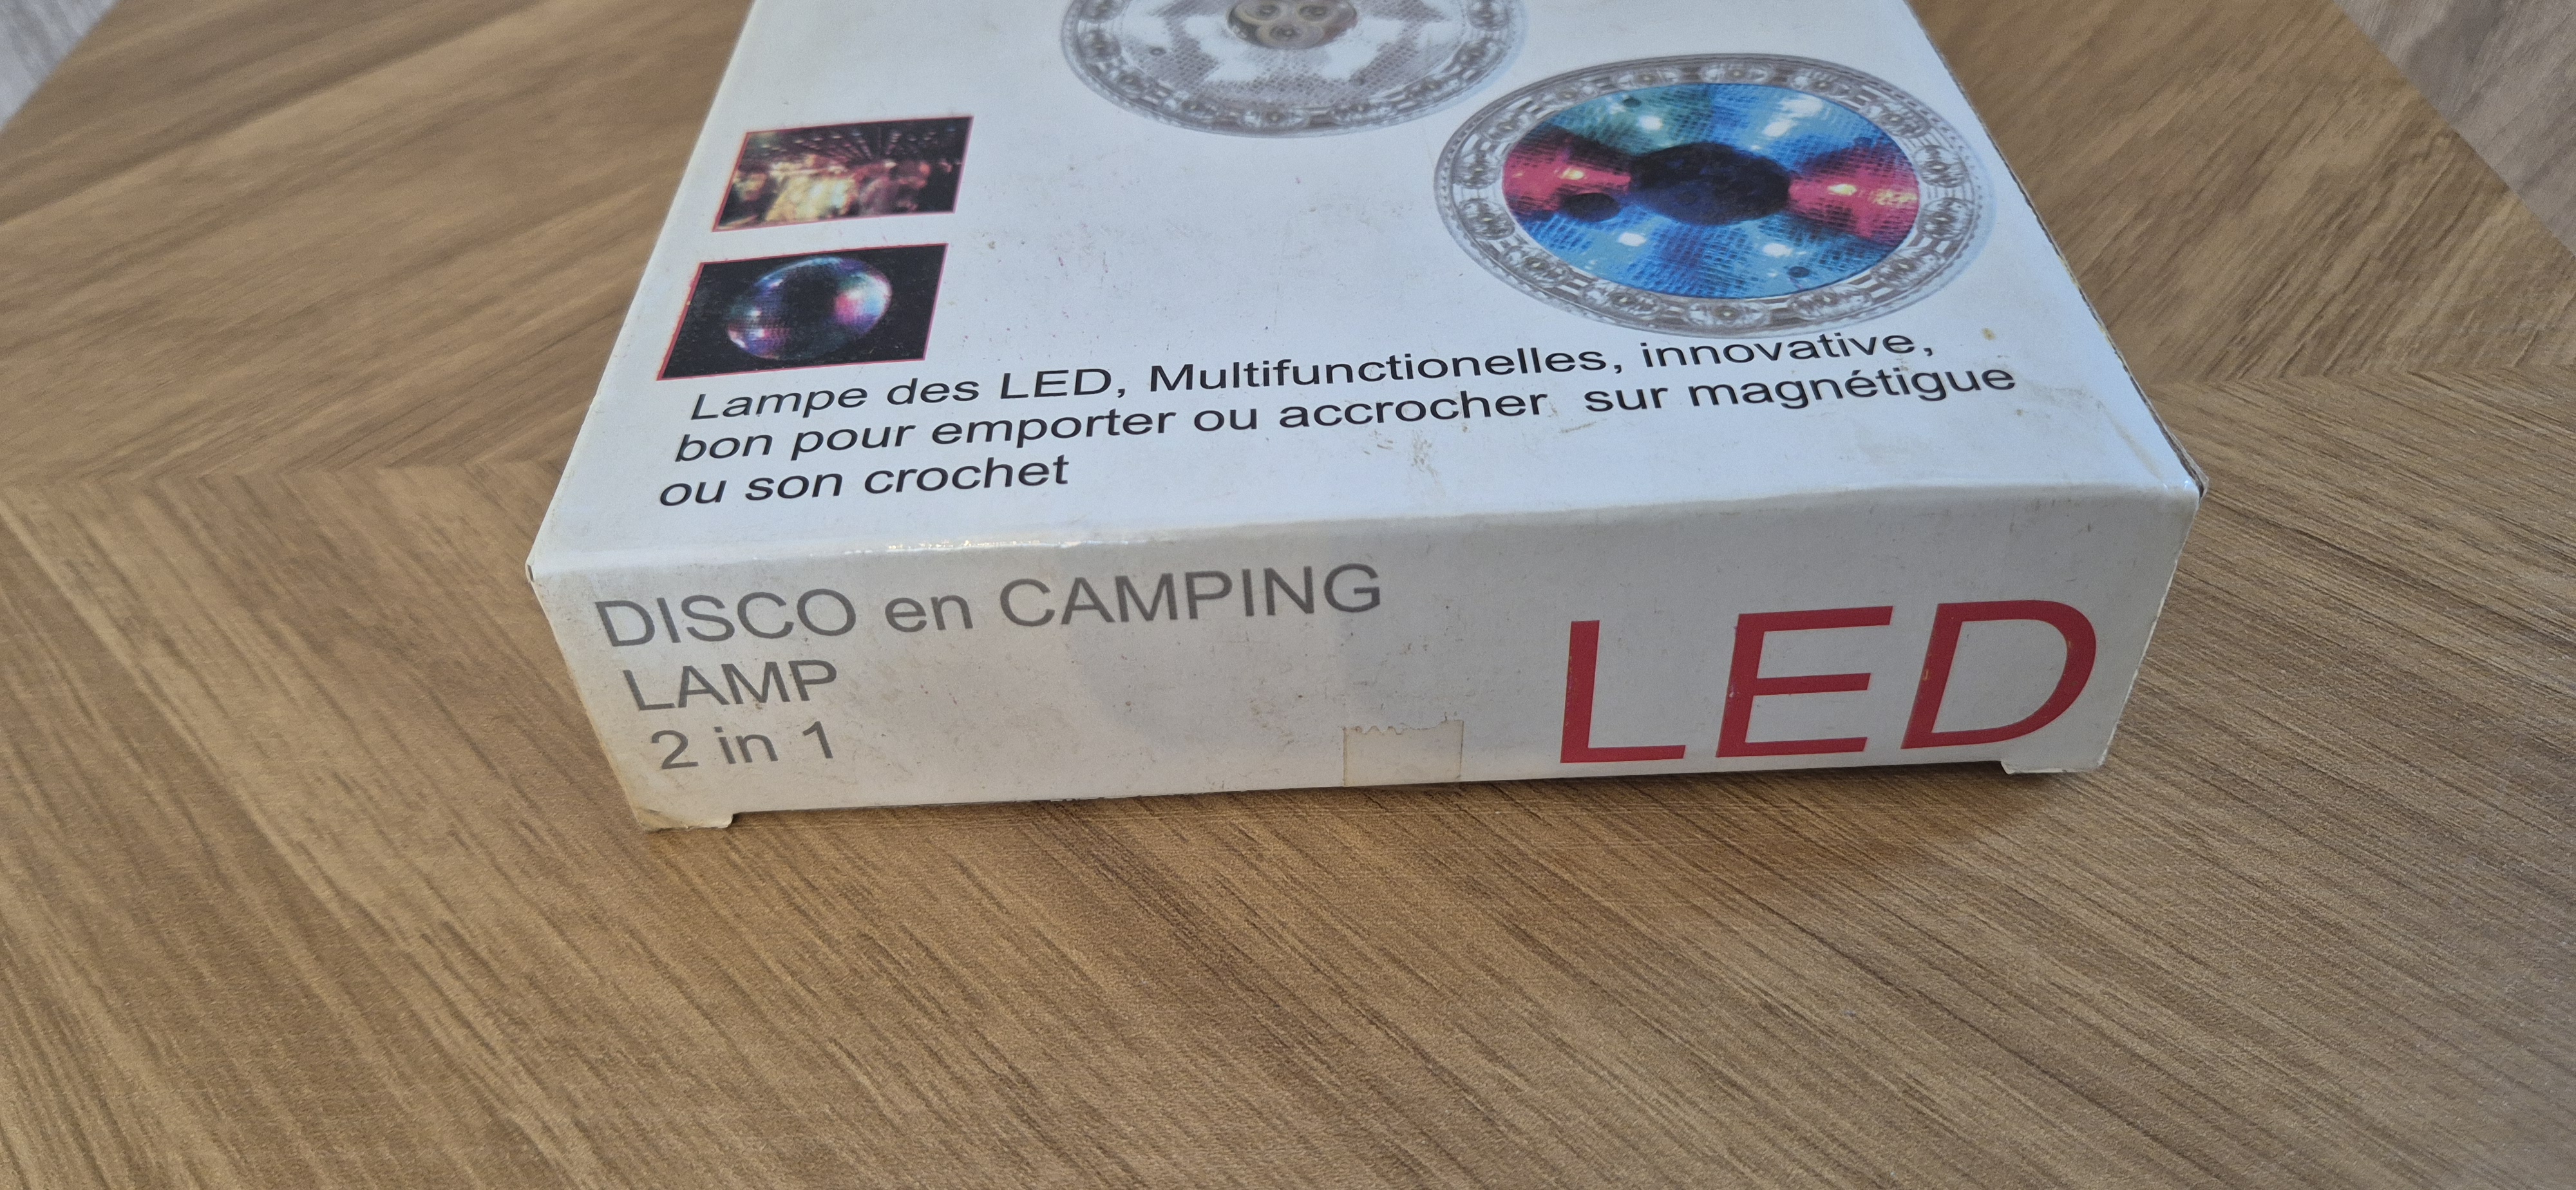 Lampe des LED, Multifunctionelles, innovative,
bon pour emporter ou accrocher sur magnétigue
ou son crochet
DISCO en CAMPING
LAMP
2 in 1
LED